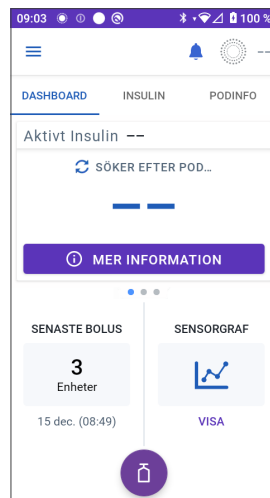 09:03 100 %
--
DASHBOARD INSULIN PODINFO
Aktivt Insulin --
SÖKER EFTER POD...
— —
MER INFORMATION
SENASTE BOLUS SENSORGRAF
3
Enheter
15 dec. (08:49) VISA